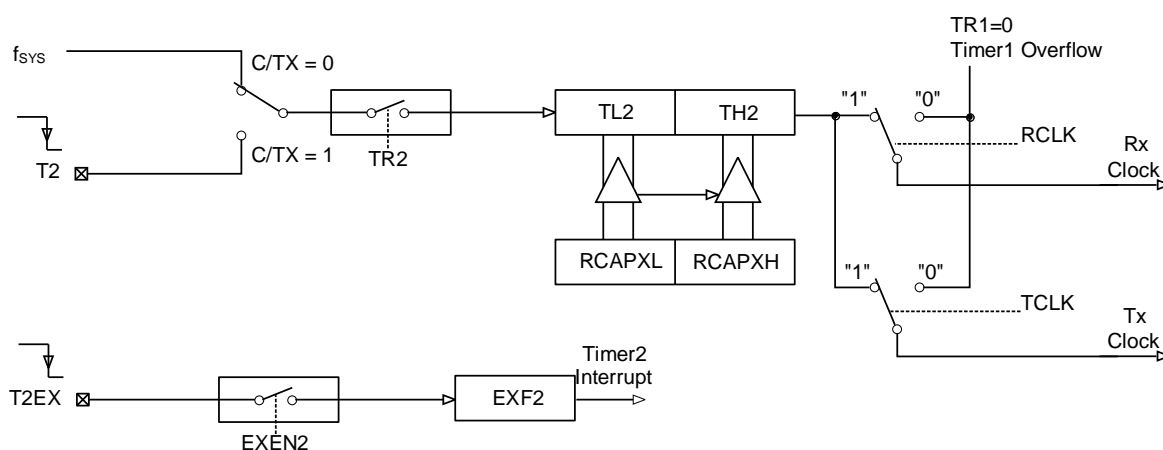 TR1=0
Timer1 Overflow
fSYS
C/TX = 0
TL2
TH2
"1"
"0"
RCLK
Rx
Clock
T2
C/TX = 1
TR2
RCAPXL
RCAPXH
"1"
"0"
TCLK
Tx
Clock
T2EX
EXEN2
EXF2
Timer2
Interrupt